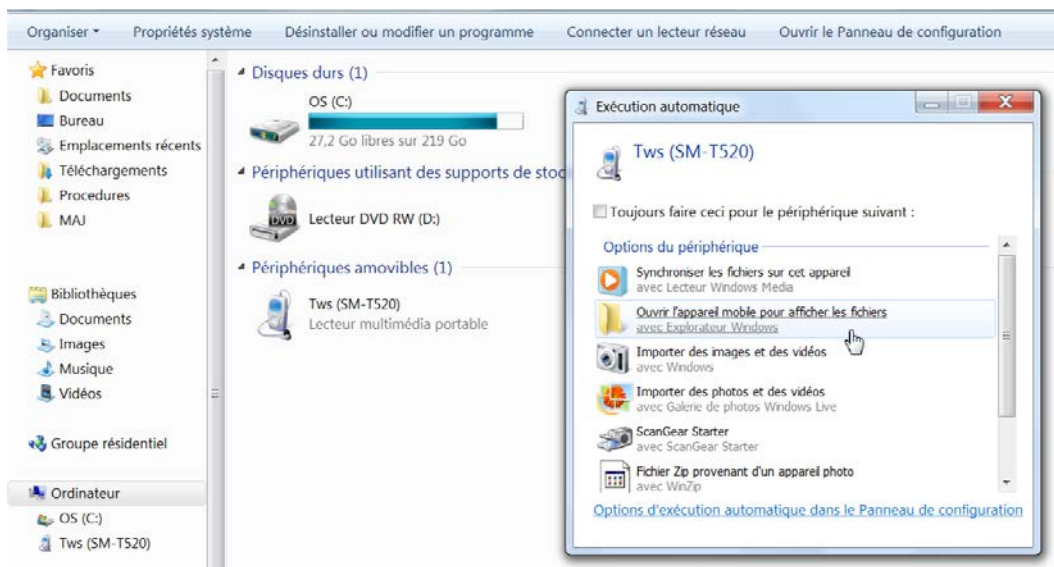 Organiser Propriétés système Désinstaller ou modifier un programme Connecter un lecteur réseau Ouvrir le Panneau de configuration
Favoris
Documents
Bureau
Emplacements récents
Téléchargements
Procedures
MAJ
Bibliothèques
Documents
Images
Musique
Vidéos
Groupe résidentiel
Ordinateur
OS (C:)
Tws (SM-T520)
Disques durs (1)
OS (C:)
27,2 Go libres sur 219 Go
Périphériques utilisant des supports de stoc
DVD
Lecteur DVD RW (D:)
Périphériques amovibles (1)
Tws (SM-T520)
Lecteur multimédia portable
Exécution automatique
Tws (SM-T520)
Toujours faire ceci pour le périphérique suivant :
Options du périphérique
Synchroniser les fichiers sur cet appareil
avec Lecteur Windows Media
Ouvrir l'appareil moble pour afficher les fichiers
avec Explorateur Windows
Importer des images et des vidéos
avec Windows
Importer des photos et des vidéos
avec Galerie de photos Windows Live
ScanGear Starter
avec ScanGear Starter
Fichier Zip provenant d'un appareil photo
avec WinZip
Options d'exécution automatique dans le Panneau de configuration